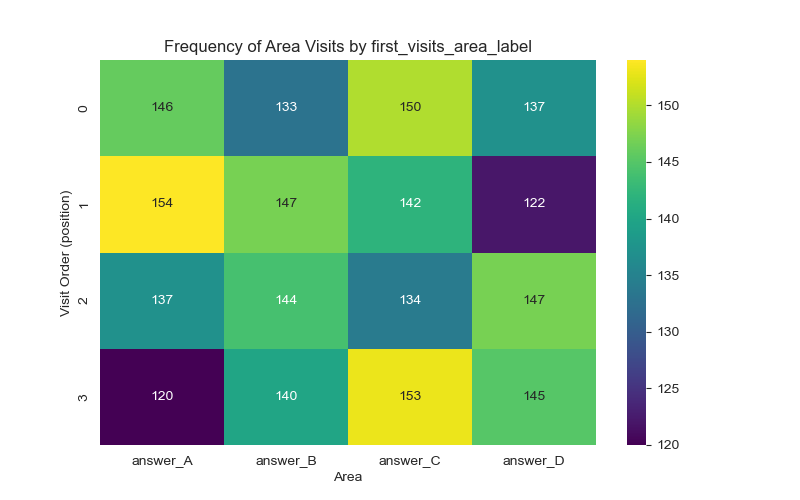 Frequency of Area Visits by first_visits_area_label
Visit Order (position)
0
146 133 150 137
1
154 147 142 122
2
137 144 134 147
3
120 140 153 145
answer_A answer_B answer_C answer_D
Area
150
145
140
135
130
125
120